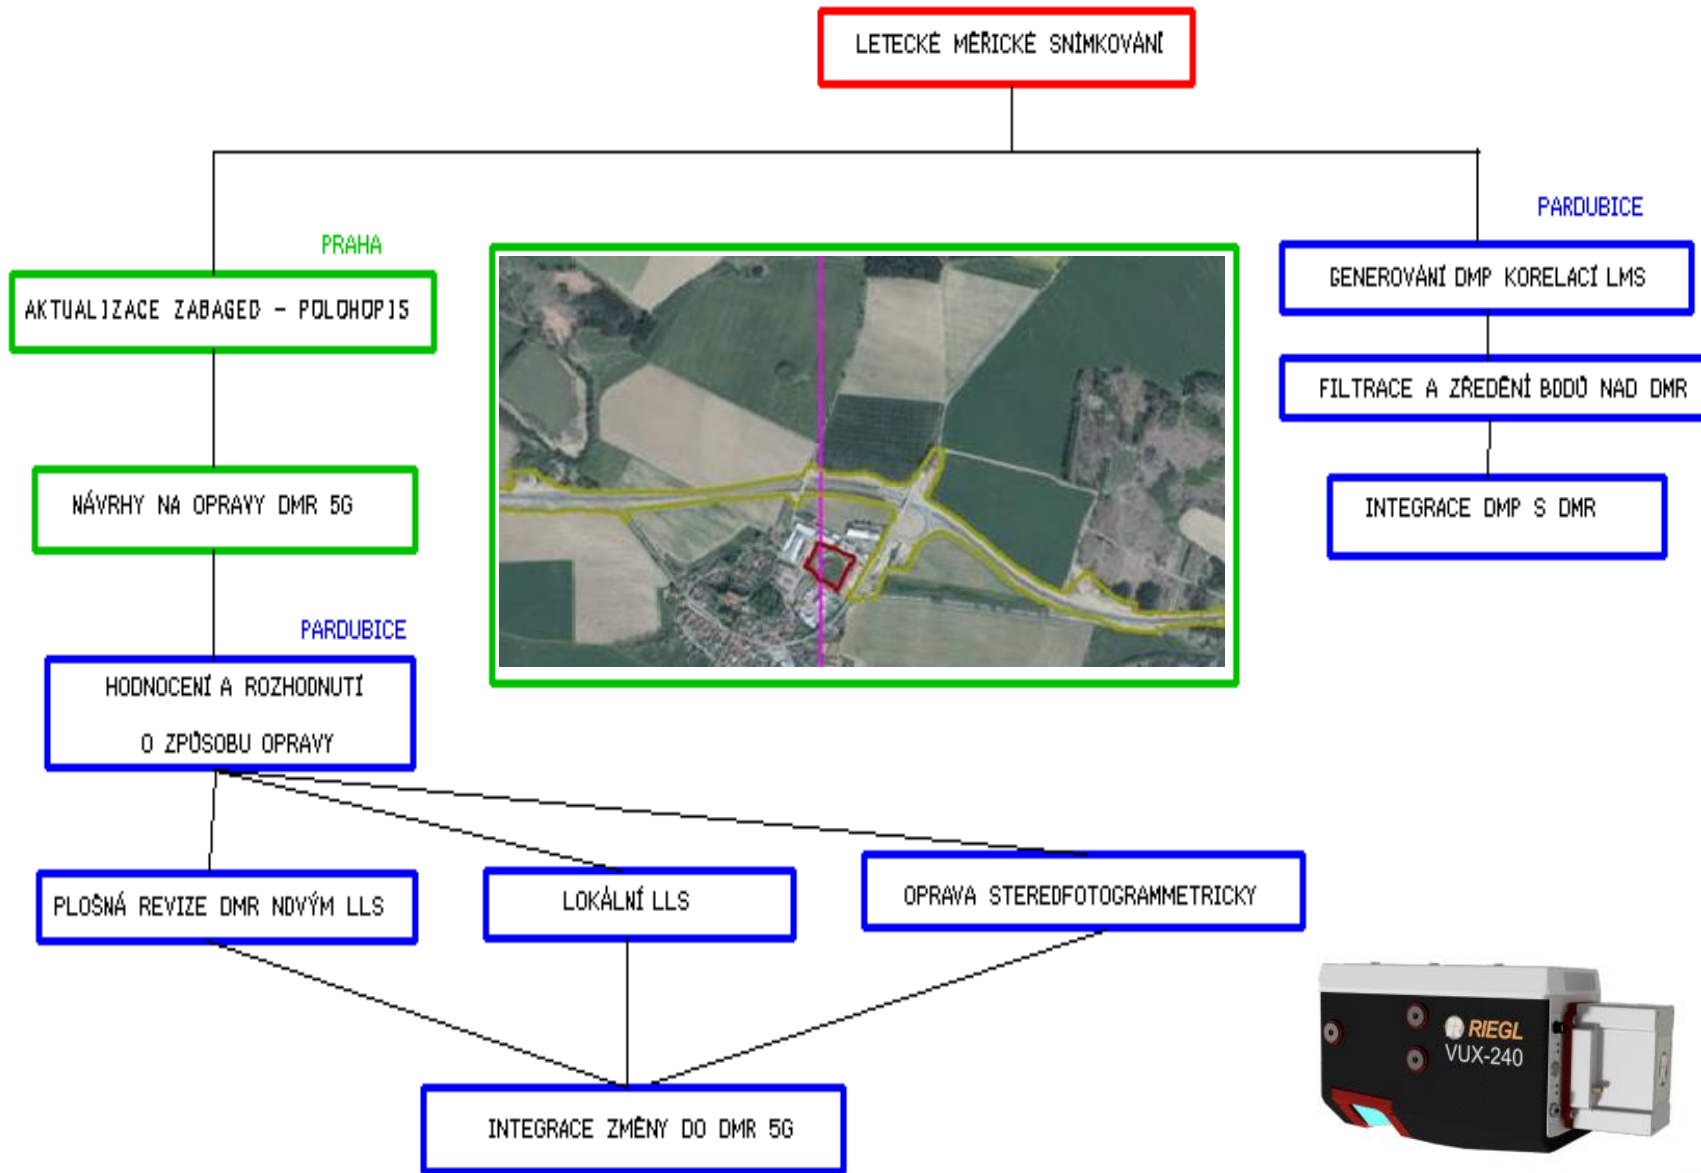 LETECKÉ MĚŘICKÉ SNÍMKOVÁNÍ
PRAHA
AKTUALIZACE ZABAGED - POLOHOPIS
NÁVRHY NA OPRAVY DMR 5G
PARDUBICE
HODNOCENÍ A ROZHODNUTÍ
O ZPŮSOBU OPRAVY
PLOŠNÁ REVIZE DMR NOVÝM LLS
LOKÁLNÍ LLS
OPRAVA STEREOFOTOGRAMMETRICKY
INTEGRACE ZMĚNY DO DMR 5G
PARDUBICE
GENEROVÁNÍ DMP KORELACÍ LMS
FILTRACE A ZŘEDĚNÍ BODŮ NAD DMR
INTEGRACE DMP S DMR
RIEGL
VUX-240